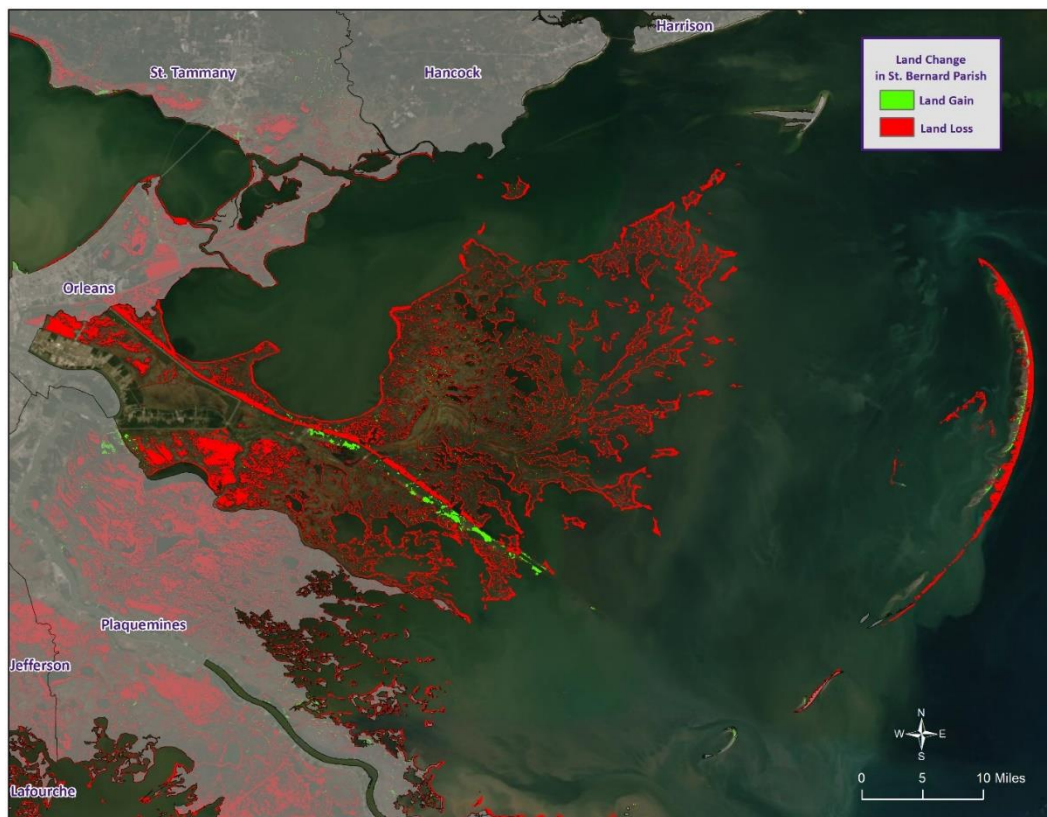 Harrison
St. Tammany
Hancock
Land Change
in St. Bernard Parish
Land Gain
Land Loss
Orleans
Plaquemines
Jefferson
Lafourche
N
W E
S
0 5 10 Miles